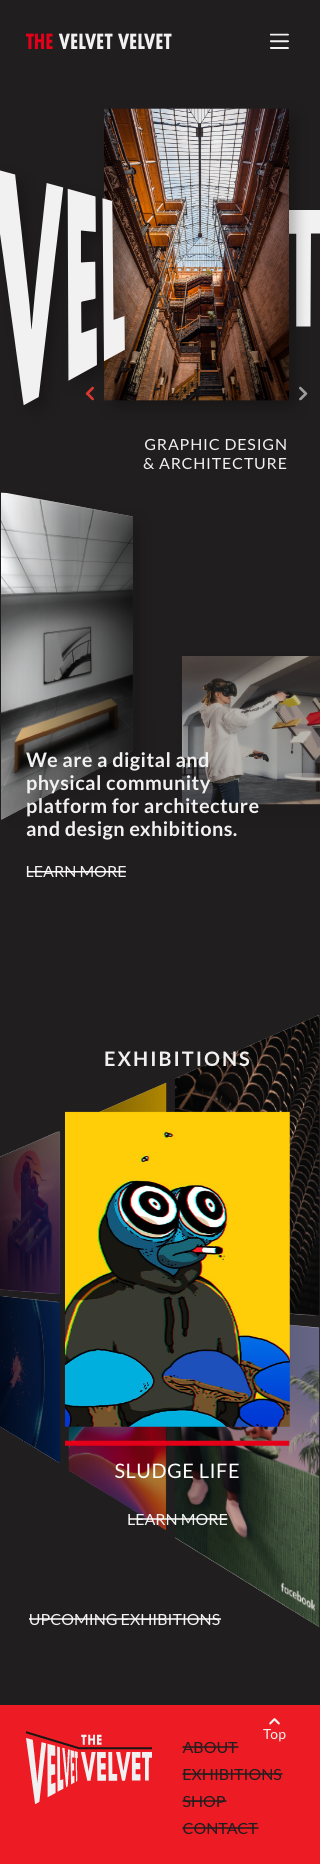 THE VELVET VELVET
VEL T
GRAPHIC DESIGN
& ARCHITECTURE
We are a digital and
physical community
platform for architecture
and design exhibitions.
LEARN MORE
EXHIBITIONS
SLUDGE LIFE
LEARN MORE
facebook
UPCOMING EXHIBITIONS
Top
THE
VELVET VELVET
ABOUT
EXHIBITIONS
SHOP
CONTACT